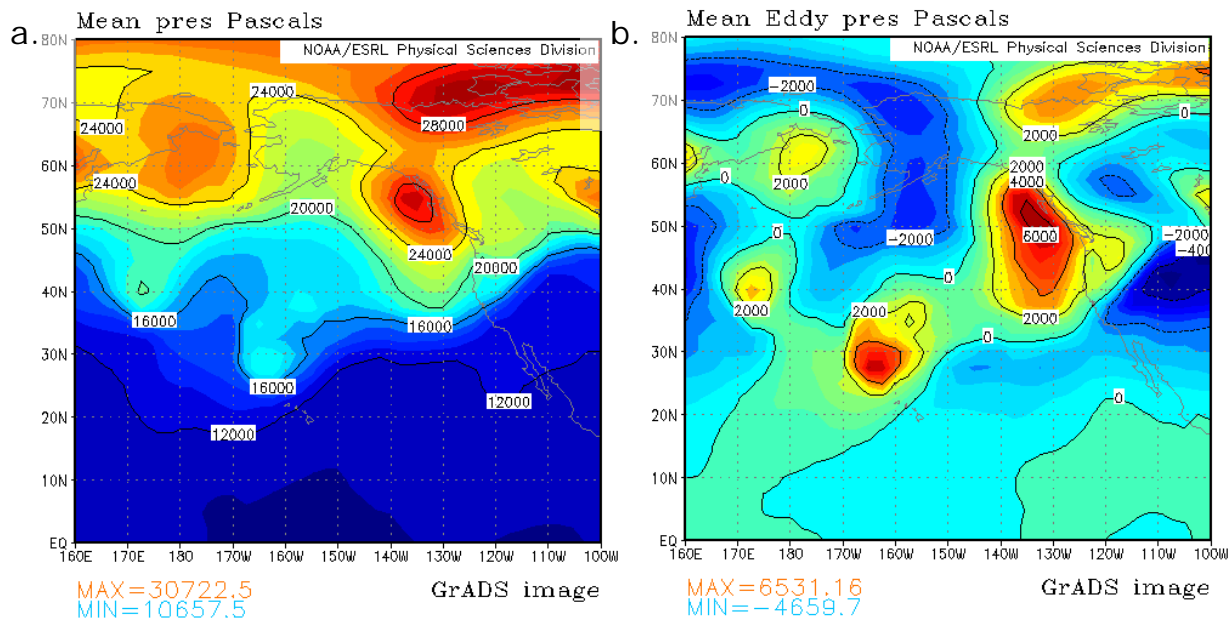 a.
Mean pres Pascals
NOAA/ESRL Physical Sciences Division
80N
70N
60N
50N
40N
30N
20N
10N
EQ
24000
24000
28000
24000
20000
24000
20000
16000
16000
16000
12000
12000
160E 170E 180 170W 160W 150W 140W 130W 120W 110W 100W
MAX=30722.5
MIN=10657.5
GrADS image
b.
Mean Eddy pres Pascals
NOAA/ESRL Physical Sciences Division
80N
70N
60N
50N
40N
30N
20N
10N
EQ
-2000
0
0
2000
2000
2000
4000
0
0
-2000
6000
-2000
-40
0
2000
2000
2000
0
0
160E 170E 180 170W 160W 150W 140W 130W 120W 110W 100W
MAX=6531.16
MIN=-4659.7
GrADS image